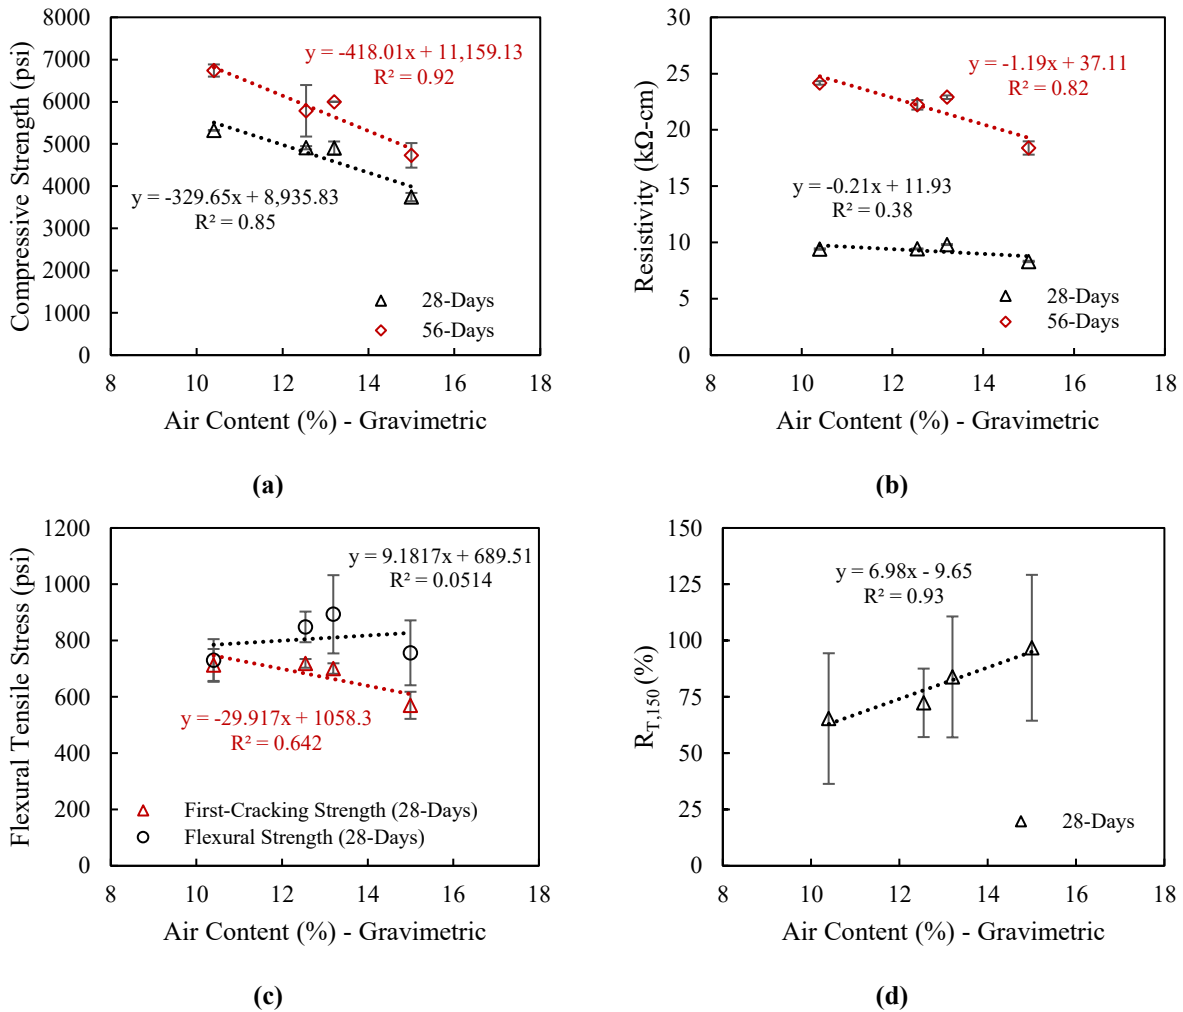 Compressive Strength (psi)
8000
7000
6000
5000
4000
3000
2000
1000
0
y = -418.01x + 11,159.13
R² = 0.92
y = -329.65x + 8,935.83
R² = 0.85
28-Days
56-Days
8 10 12 14 16 18
Air Content (%) - Gravimetric
(a)
Resistivity (kΩ-cm)
30
25
20
15
10
5
0
y = -1.19x + 37.11
R² = 0.82
y = -0.21x + 11.93
R² = 0.38
28-Days
56-Days
8 10 12 14 16 18
Air Content (%) - Gravimetric
(b)
Flexural Tensile Stress (psi)
1200
1000
800
600
400
200
0
y = 9.1817x + 689.51
R² = 0.0514
y = -29.917x + 1058.3
R² = 0.642
First-Cracking Strength (28-Days)
Flexural Strength (28-Days)
8 10 12 14 16 18
Air Content (%) - Gravimetric
(c)
R_T,150 (%)
150
125
100
75
50
25
0
y = 6.98x - 9.65
R² = 0.93
28-Days
8 10 12 14 16 18
Air Content (%) - Gravimetric
(d)